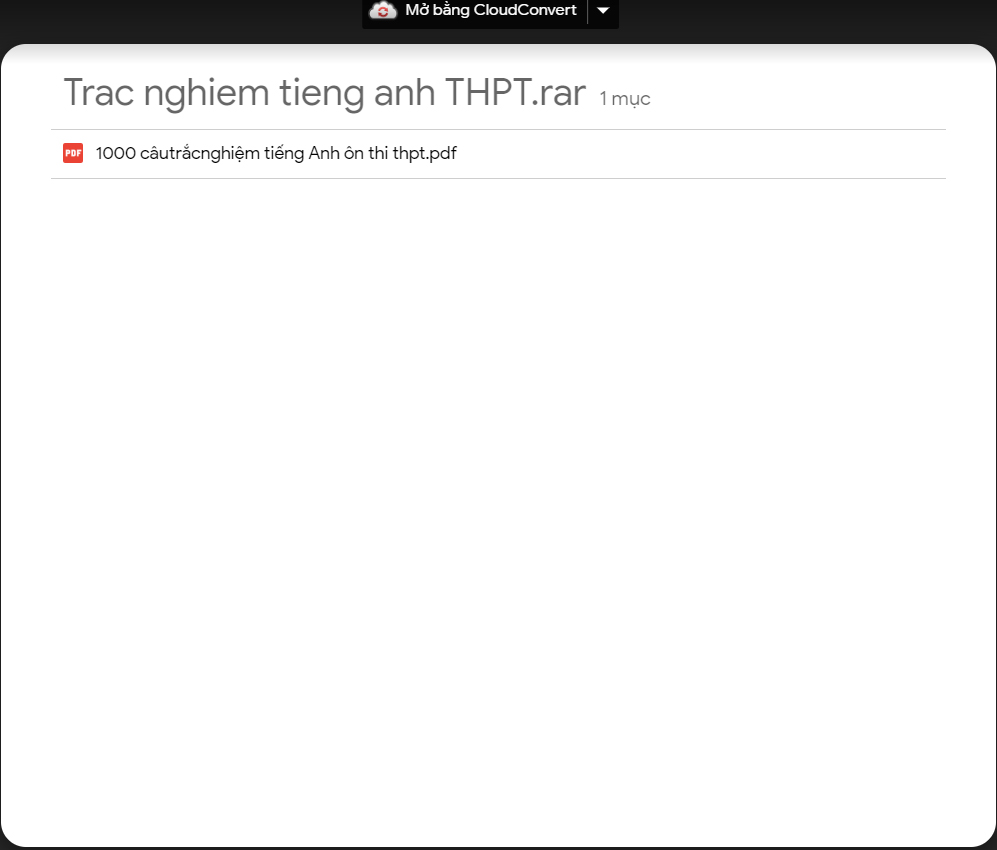 Mở bằng CloudConvert
Trac nghiem tieng anh THPT.rar 1 mục
PDF 1000 câutrắcnghiệm tiếng Anh ôn thi thpt.pdf